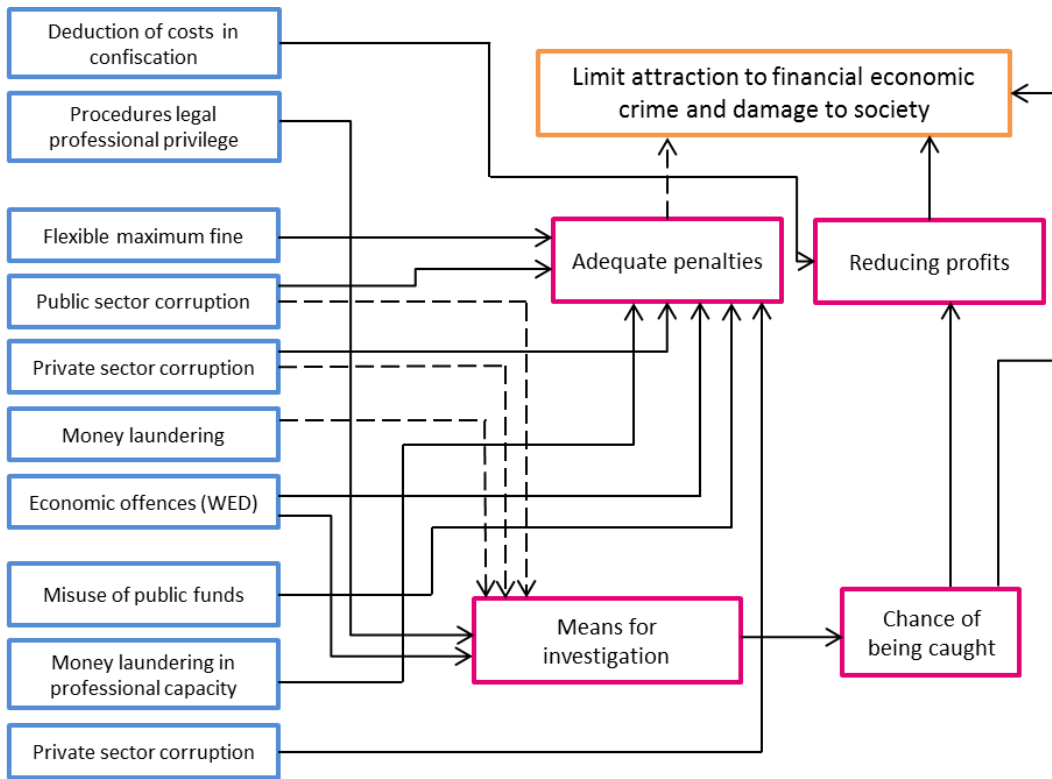 Deduction of costs in
confiscation
Limit attraction to financial economic
crime and damage to society
Procedures legal
professional privilege
Flexible maximum fine
Adequate penalties
Reducing profits
Public sector corruption
Private sector corruption
Money laundering
Economic offences (WED)
Misuse of public funds
Means for
investigation
Chance of
being caught
Money laundering in
professional capacity
Private sector corruption